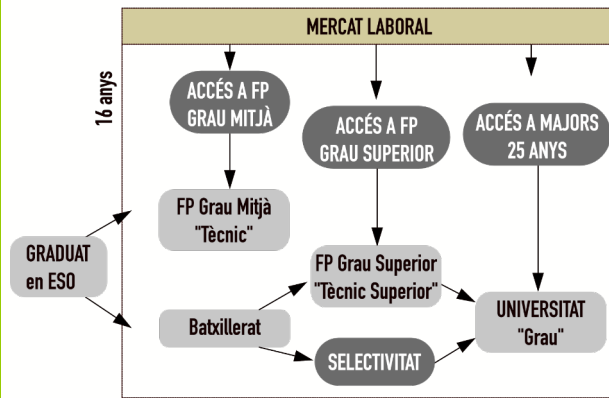 MERCAT LABORAL
16 anys
ACCÉS A FP
GRAU MITJÀ
ACCÉS A FP
GRAU SUPERIOR
ACCÉS A MAJORS
25 ANYS
FP Grau Mitjà
"Tècnic"
GRADUAT
en ESO
FP Grau Superior
"Tècnic Superior"
Batxillerat
UNIVERSITAT
"Grau"
SELECTIVITAT